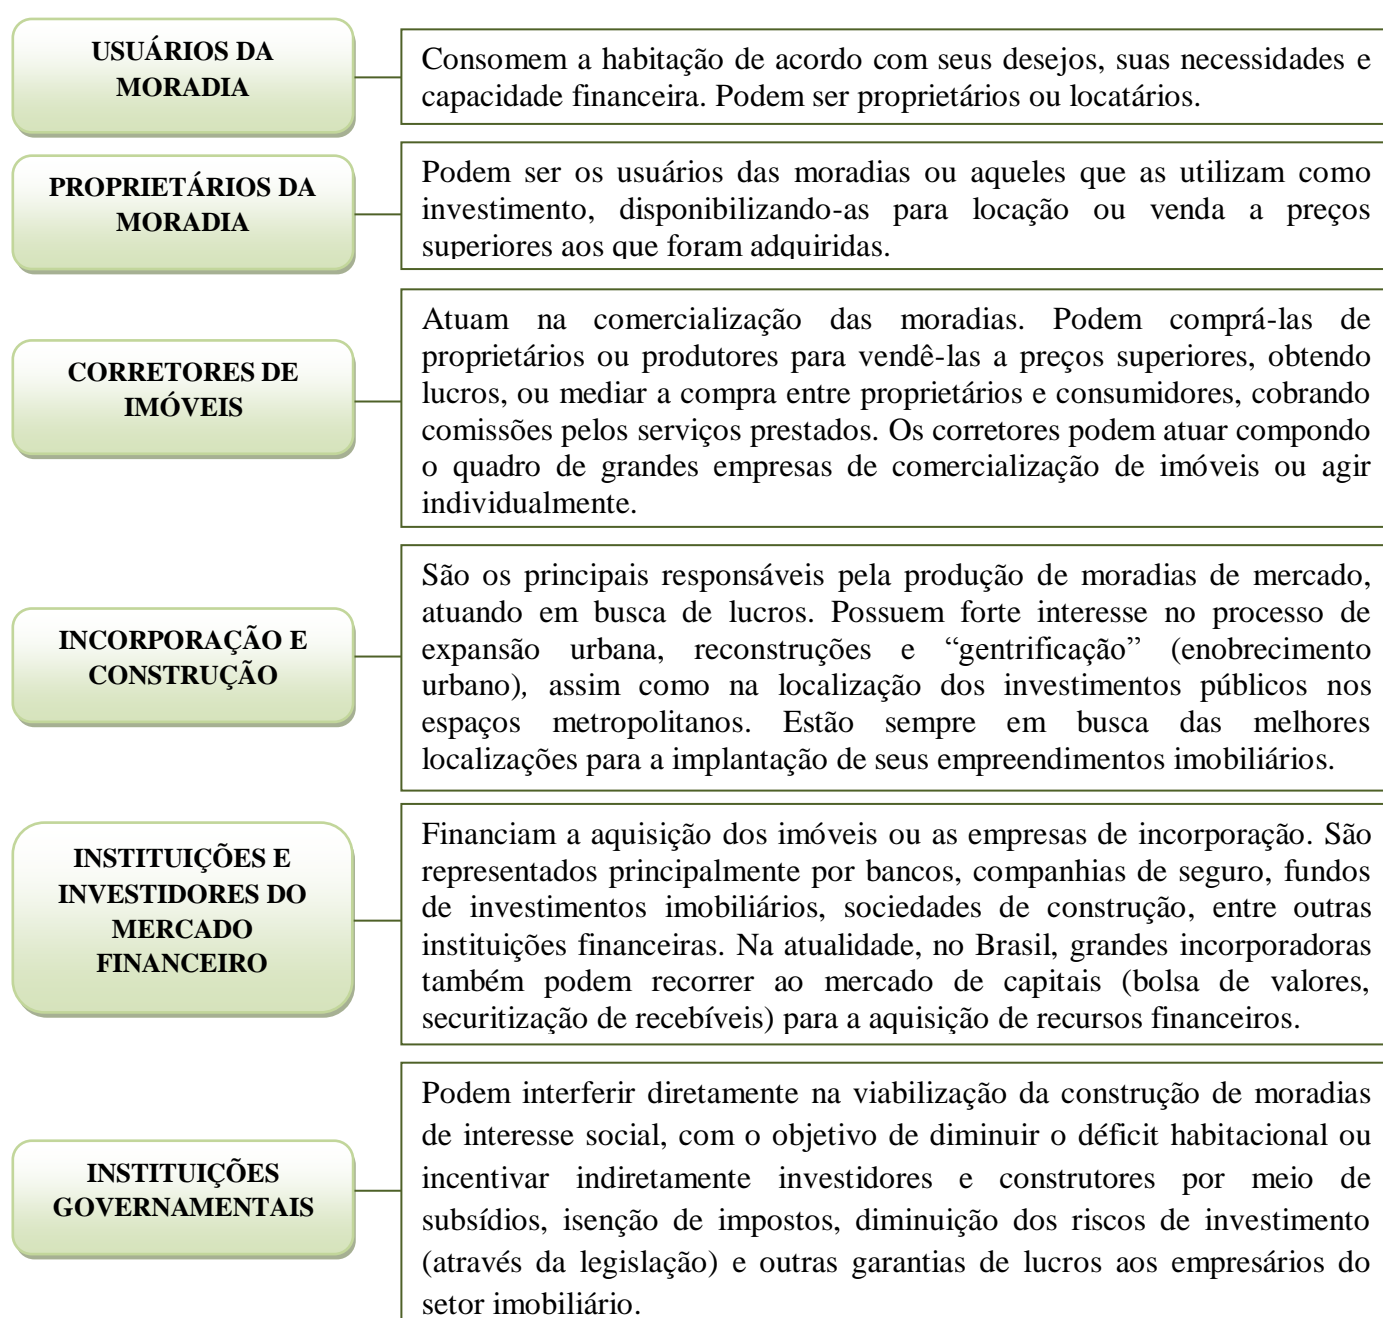 USUÁRIOS DA
MORADIA
Consomem a habitação de acordo com seus desejos, suas necessidades e
capacidade financeira. Podem ser proprietários ou locatários.
PROPRIETÁRIOS DA
MORADIA
Podem ser os usuários das moradias ou aqueles que as utilizam como
investimento, disponibilizando-as para locação ou venda a preços
superiores aos que foram adquiridas.
CORRETORES DE
IMÓVEIS
Atuam na comercialização das moradias. Podem comprá-las de
proprietários ou produtores para vendê-las a preços superiores, obtendo
lucros, ou mediar a compra entre proprietários e consumidores, cobrando
comissões pelos serviços prestados. Os corretores podem atuar compondo
o quadro de grandes empresas de comercialização de imóveis ou agir
individualmente.
INCORPORAÇÃO E
CONSTRUÇÃO
São os principais responsáveis pela produção de moradias de mercado,
atuando em busca de lucros. Possuem forte interesse no processo de
expansão urbana, reconstruções e “gentrificação” (enobrecimento
urbano), assim como na localização dos investimentos públicos nos
espaços metropolitanos. Estão sempre em busca das melhores
localizações para a implantação de seus empreendimentos imobiliários.
INSTITUIÇÕES E
INVESTIDORES DO
MERCADO
FINANCEIRO
Financiam a aquisição dos imóveis ou as empresas de incorporação. São
representados principalmente por bancos, companhias de seguro, fundos
de investimentos imobiliários, sociedades de construção, entre outras
instituições financeiras. Na atualidade, no Brasil, grandes incorporadoras
também podem recorrer ao mercado de capitais (bolsa de valores,
securitização de recebíveis) para a aquisição de recursos financeiros.
INSTITUIÇÕES
GOVERNAMENTAIS
Podem interferir diretamente na viabilização da construção de moradias
de interesse social, com o objetivo de diminuir o déficit habitacional ou
incentivar indiretamente investidores e construtores por meio de
subsídios, isenção de impostos, diminuição dos riscos de investimento
(através da legislação) e outras garantias de lucros aos empresários do
setor imobiliário.